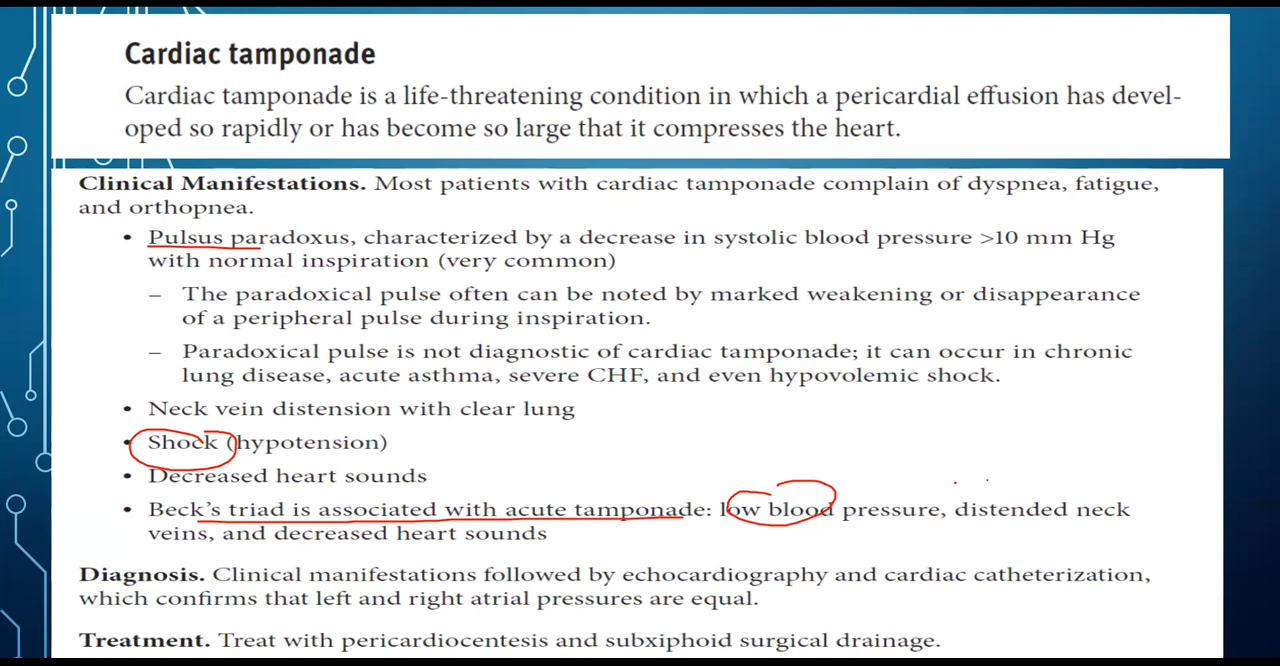 Cardiac tamponade
Cardiac tamponade is a life-threatening condition in which a pericardial effusion has devel-
oped so rapidly or has become so large that it compresses the heart.
Clinical Manifestations. Most patients with cardiac tamponade complain of dyspnea, fatigue,
and orthopnea.
• Pulsus paradoxus, characterized by a decrease in systolic blood pressure >10 mm Hg
with normal inspiration (very common)
– The paradoxical pulse often can be noted by marked weakening or disappearance
of a peripheral pulse during inspiration.
– Paradoxical pulse is not diagnostic of cardiac tamponade; it can occur in chronic
lung disease, acute asthma, severe CHF, and even hypovolemic shock.
• Neck vein distension with clear lung
• Shock (hypotension)
• Decreased heart sounds
• Beck's triad is associated with acute tamponade: low blood pressure, distended neck
veins, and decreased heart sounds
Diagnosis. Clinical manifestations followed by echocardiography and cardiac catheterization,
which confirms that left and right atrial pressures are equal.
Treatment. Treat with pericardiocentesis and subxiphoid surgical drainage.